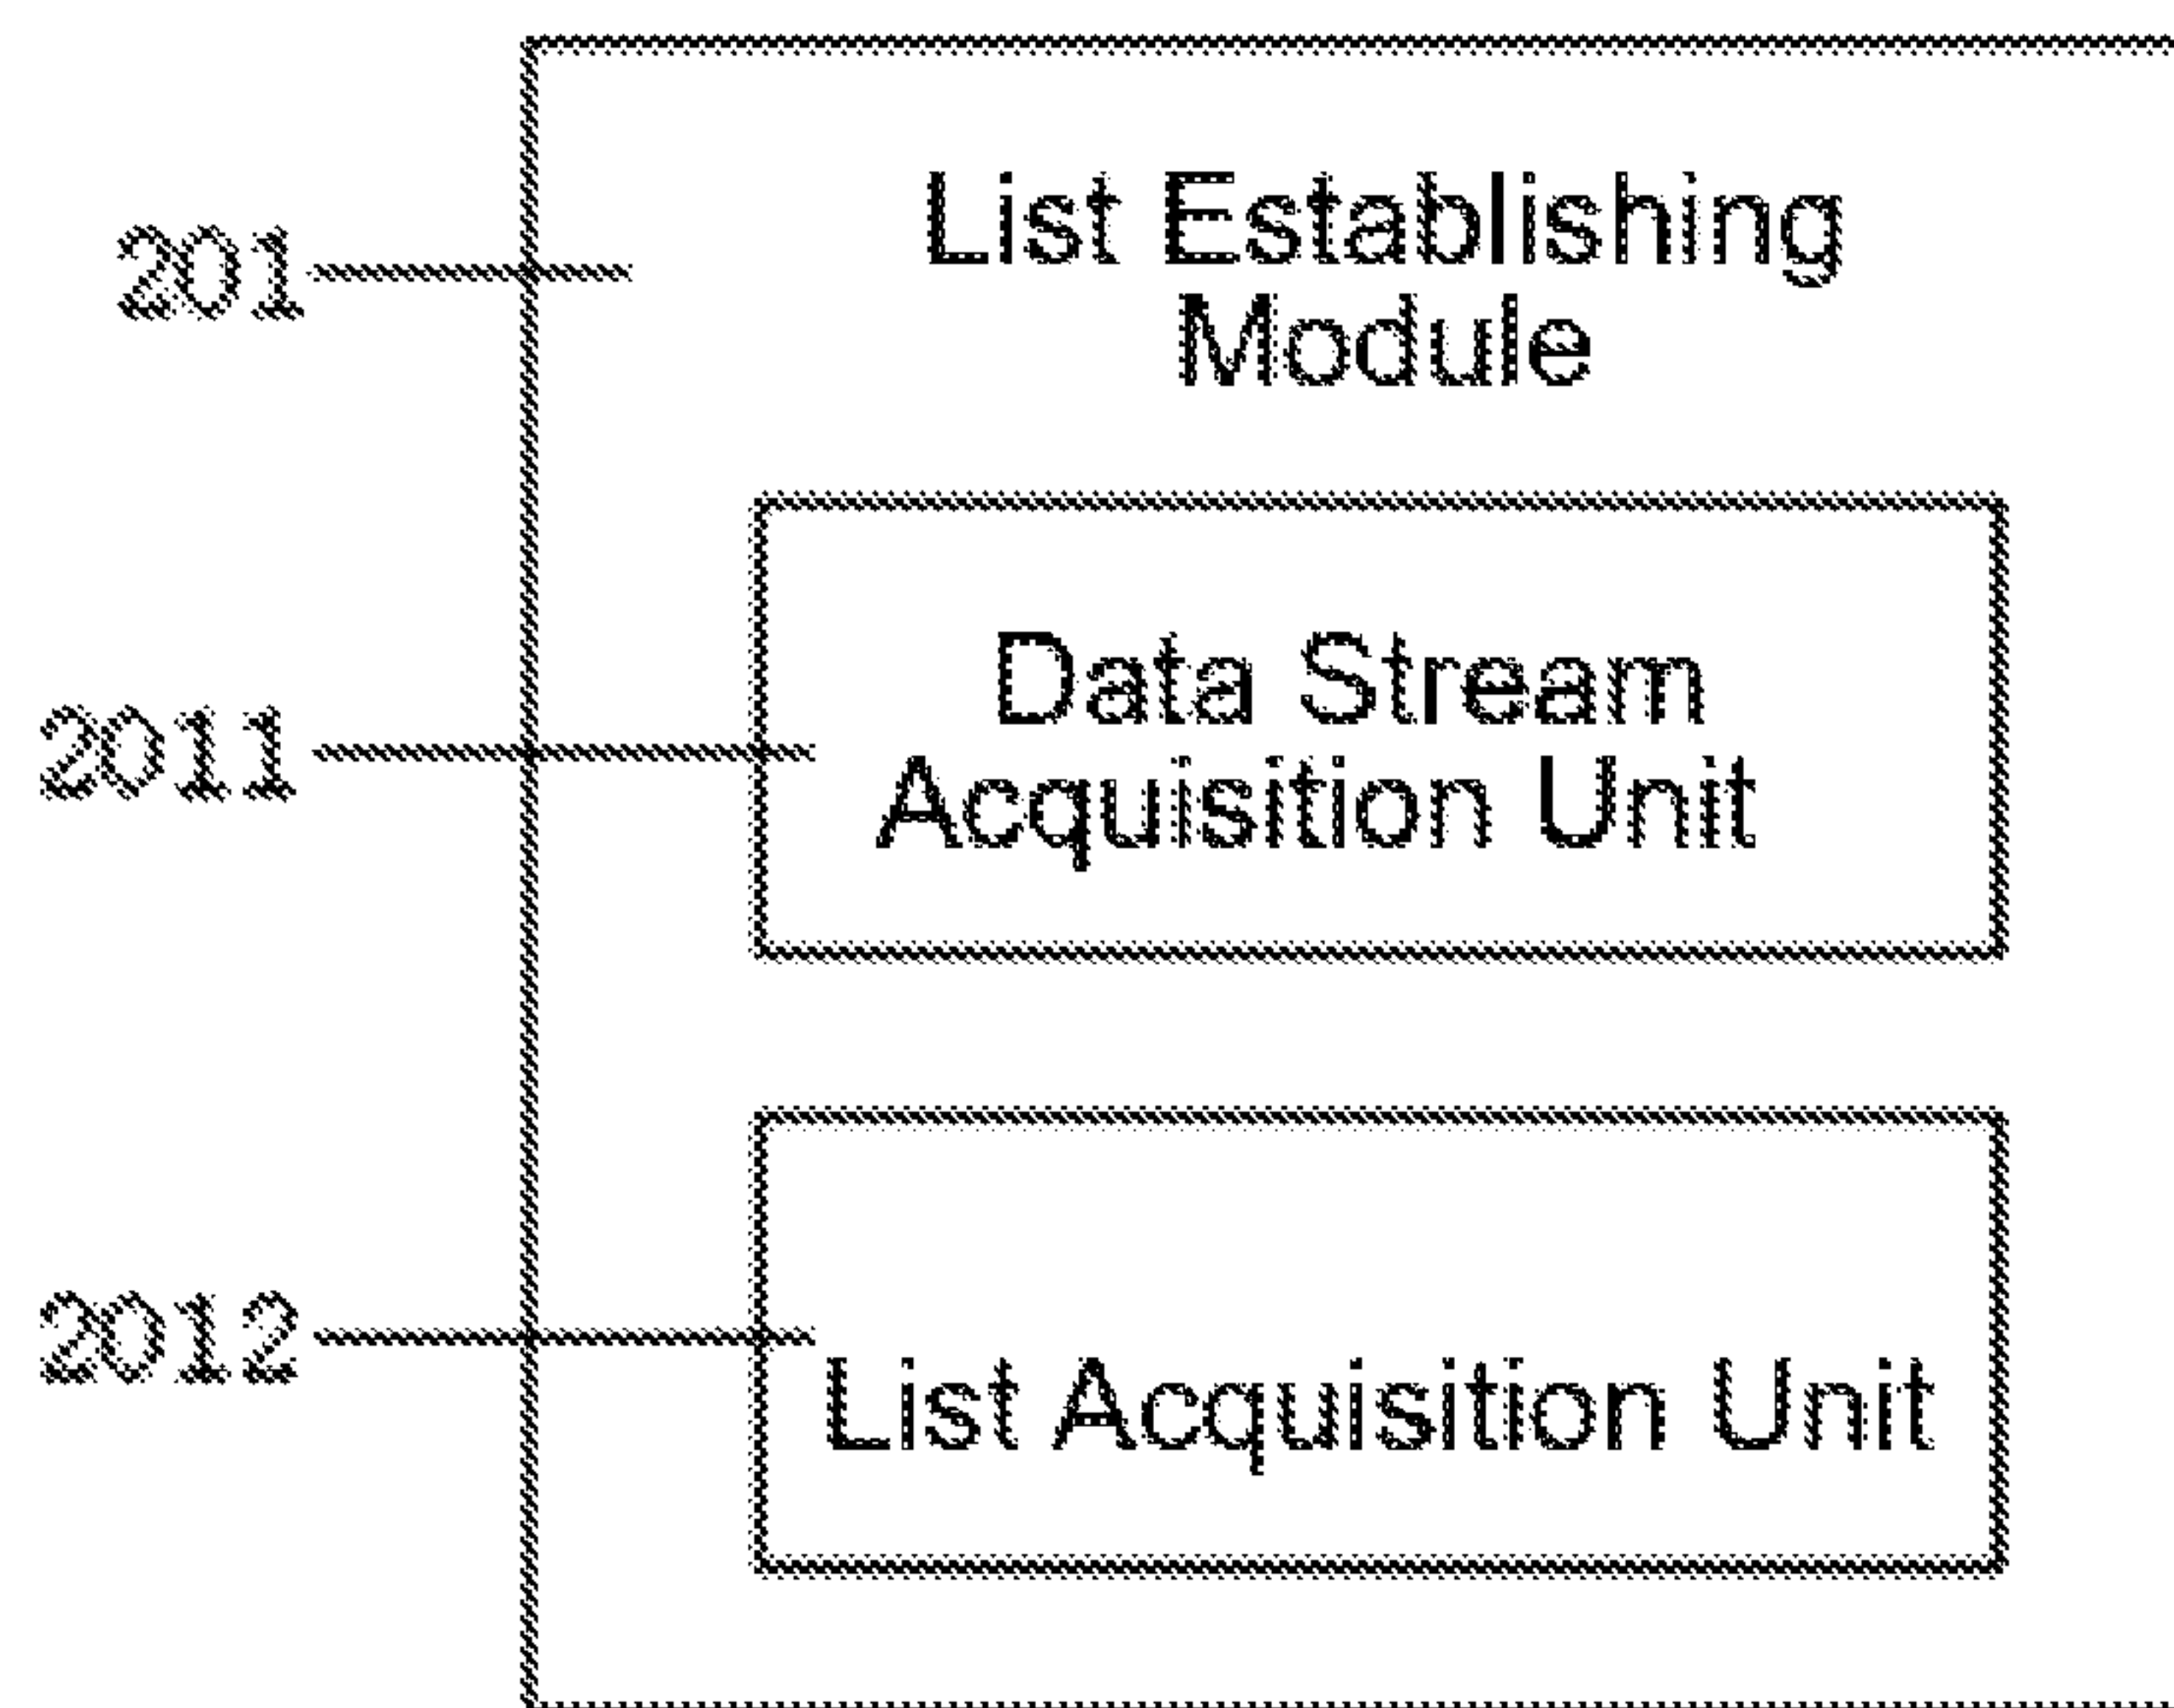 201
List Establishing
Module
2011
Data Stream
Acquisition Unit
2012
List Acquisition Unit